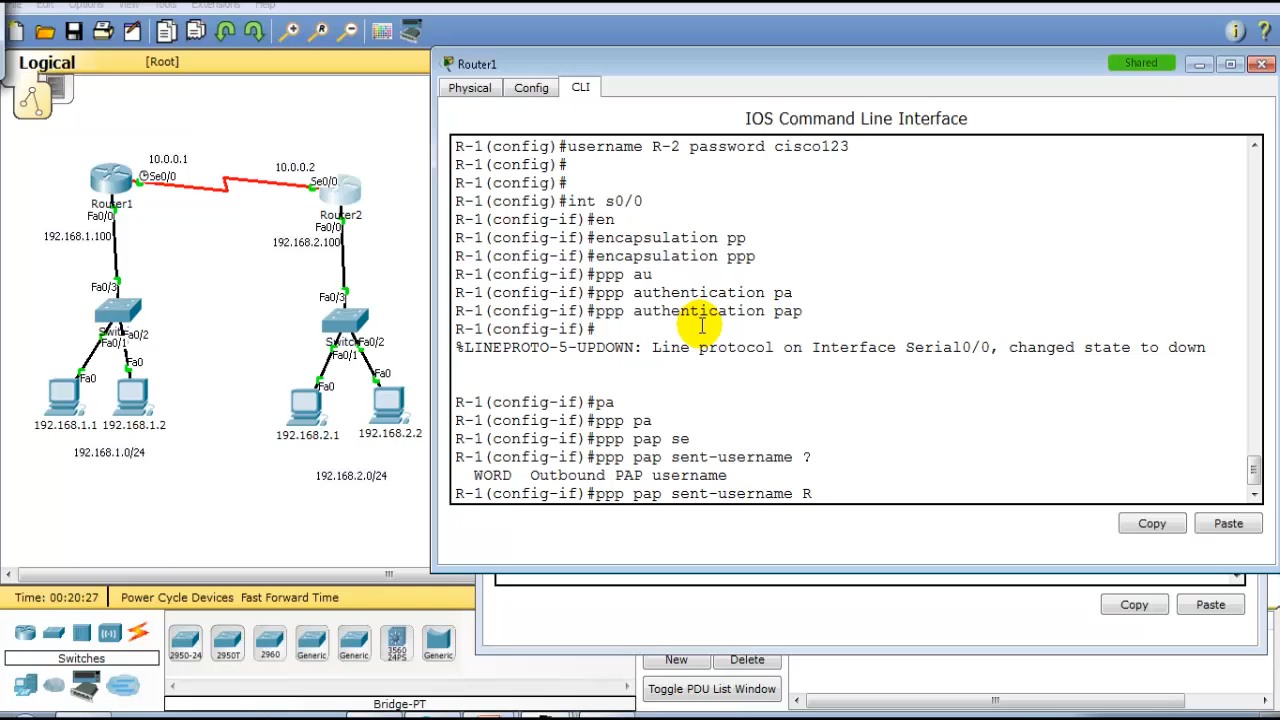 Edit Options View Tools Extensions Help
Logical
[Root]
Router1
Shared
Physical
Config
CLI
IOS Command Line Interface
R-1(config)#username R-2 password cisco123
R-1(config)#
R-1(config)#
R-1(config)#int s0/0
R-1(config-if)#en
R-1(config-if)#encapsulation pp
R-1(config-if)#encapsulation ppp
R-1(config-if)#ppp au
R-1(config-if)#ppp authentication pa
R-1(config-if)#ppp authentication pap
R-1(config-if)#
%LINEPROTO-5-UPDOWN: Line protocol on Interface Serial0/0, changed state to down
R-1(config-if)#pa
R-1(config-if)#ppp pa
R-1(config-if)#ppp pap se
R-1(config-if)#ppp pap sent-username ?
WORD Outbound PAP username
R-1(config-if)#ppp pap sent-username R
Copy
Paste
10.0.0.1
Se0/0
10.0.0.2
Se0/0
Router1
Fa0/0
Router2
Fa0/0
192.168.1.100
192.168.2.100
Fa0/3
Fa0/3
Fa0/2
Fa0/1
Fa0/1
Fa0
Fa0
Fa0
Fa0
192.168.1.1
192.168.1.2
192.168.2.1
192.168.2.2
192.168.1.0/24
192.168.2.0/24
Time: 00:20:27
Power Cycle Devices Fast Forward Time
Copy
Paste
Switches
2950-24
2950T
2960
Generic
Generic
3560
24PS
Generic
Bridge-PT
New
Delete
Toggle PDU List Window